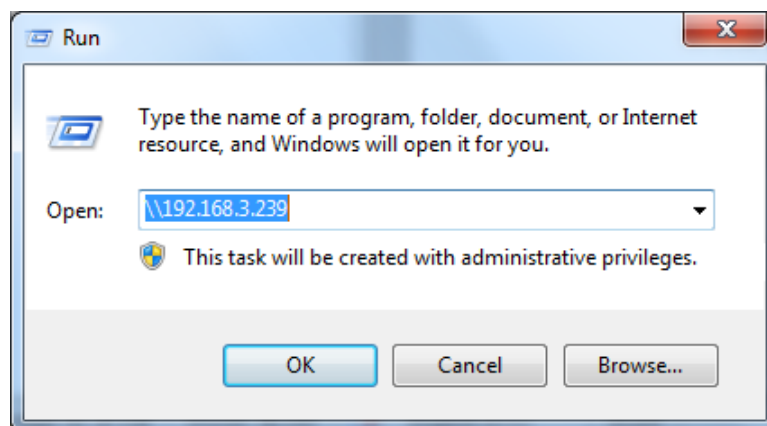 Run
Type the name of a program, folder, document, or Internet
resource, and Windows will open it for you.
Open: \\192.168.3.239
This task will be created with administrative privileges.
OK Cancel Browse...